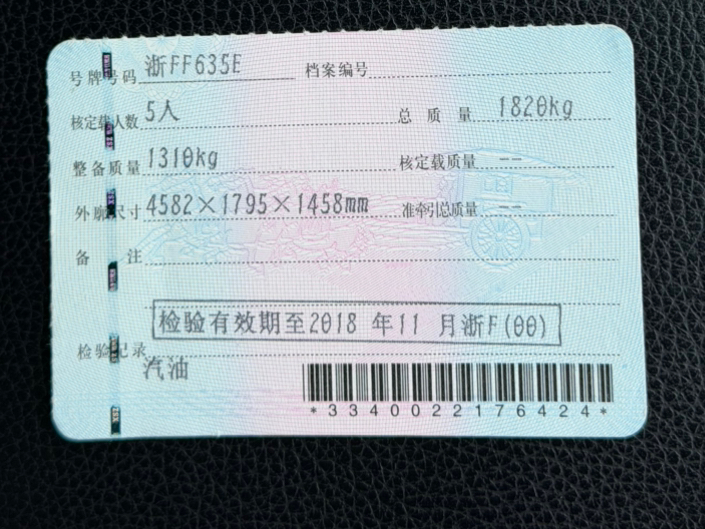 号牌号码 浙FF635E 档案编号
核定载人数 5人 总质量 1820kg
整备质量 1310kg 核定载质量 --
外廓尺寸 4582×1795×1458mm 准牵引总质量 --
备注
检验有效期至2018 年11 月浙F(00)
检验记录
汽油
*3340022176424*